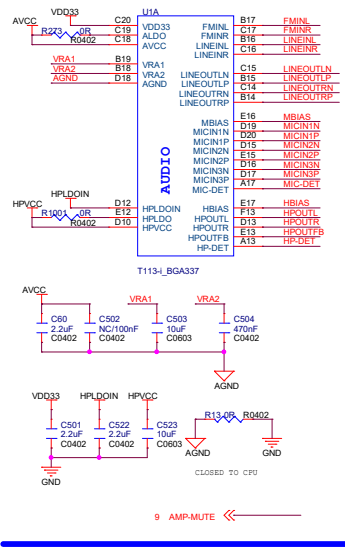 VDD33 U1A
AVCC C20 VDD33 FMINL B17 FMINL
R273 0R C19 ALDO FMINR C17 FMINR
R0402 C18 AVCC LINEINL B16 LINEINL
LINEINR C16 LINEINR
VRA1 B19 VRA1
VRA2 B18 VRA2 LINEOUTLN C15 LINEOUTLN
AGND D18 AGND LINEOUTLP B15 LINEOUTLP
LINEOUTRN C14 LINEOUTRN
LINEOUTRP B14 LINEOUTRP
MBIAS E16 MBIAS
MICIN1N D19 MICIN1N
MICIN1P D20 MICIN1P
MICIN2N D15 MICIN2N
MICIN2P E15 MICIN2P
MICIN3N D16 MICIN3N
MICIN3P D17 MICIN3P
MIC-DET A17 MIC-DET
AUDIO
HPLDOIN D12 HPLDOIN HBIAS E17 HBIAS
HPVCC R1001 0R E12 HPLDO HPOUTL F13 HPOUTL
R0402 D10 HPVCC HPOUTR D13 HPOUTR
HPOUTFB E13 HPOUTFB
HP-DET A13 HP-DET
T113-i_BGA337
AVCC VRA1 VRA2
C60 C502 C503 C504
2.2uF NC/100nF 10uF 470nF
C0402 C0402 C0603 C0402
AGND
VDD33 HPLDOIN HPVCC
C501 C522 C523 R13 0R R0402
2.2uF 2.2uF 10uF
C0402 C0402 C0603
AGND GND
GND CLOSED TO CPU
9 AMP-MUTE